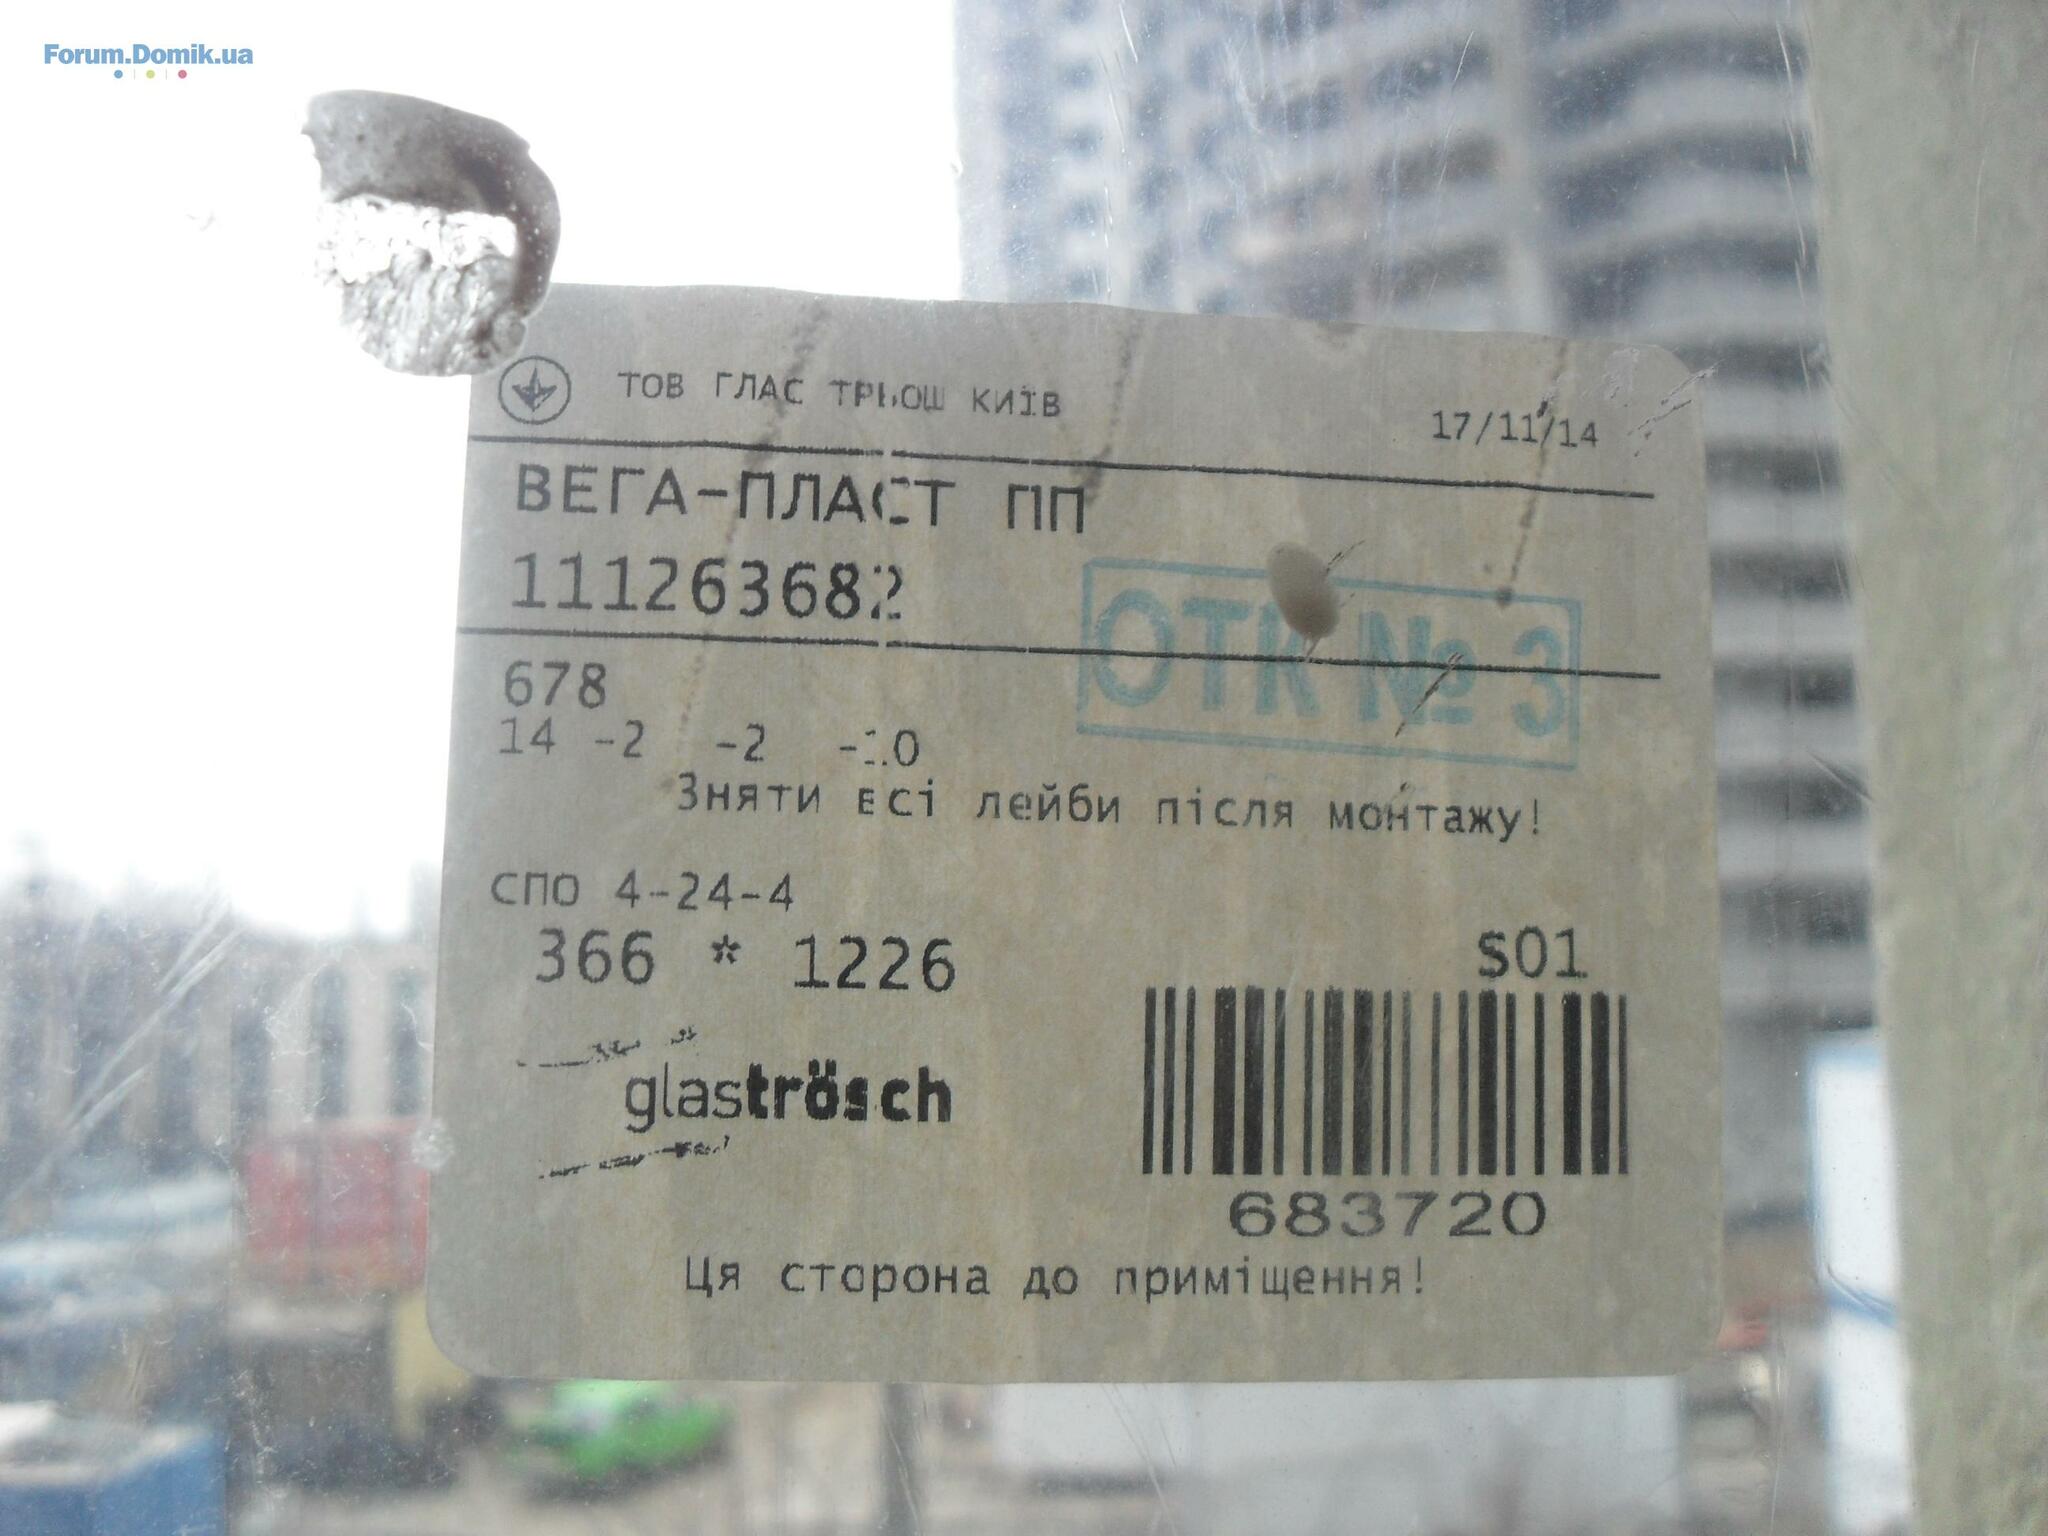 Forum.Domik.ua
ТОВ ГЛАС ТРЬОШ КИЇВ
17/11/14
ВЕГА-ПЛАСТ ПП
111263682
ОТК № 3
678
14 -2 -2 -10
Зняти всі лейби після монтажу!
СПО 4-24-4
366 * 1226
S01
glaströsch
683720
Ця сторона до приміщення!